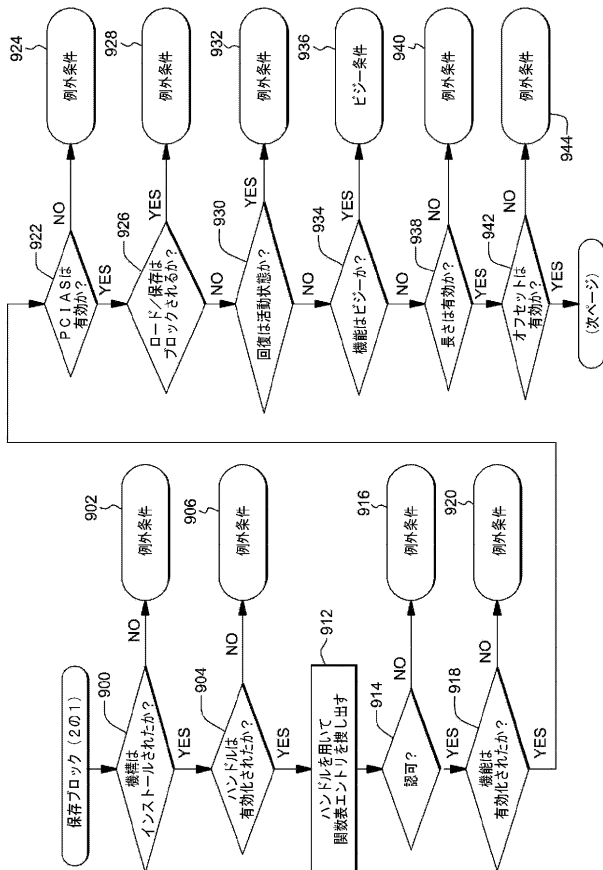 保存ブロック (2の1)
900
機構は
インストールされたか?
NO
902
例外条件
YES
904
ハンドルは
有効化されたか?
NO
906
例外条件
YES
912
ハンドルを用いて
関数表エントリを捜し出す
914
認可?
NO
916
例外条件
YES
918
機能は
有効化されたか?
NO
920
例外条件
YES
922
PCIASは
有効か?
NO
924
例外条件
YES
926
ロード/保存は
ブロックされるか?
YES
928
例外条件
NO
930
回復は活動状態か?
YES
932
例外条件
NO
934
機能はビジーか?
YES
936
ビジー条件
NO
938
長さは有効か?
NO
940
例外条件
YES
942
オフセットは
有効か?
NO
944
例外条件
YES
(次ページ)